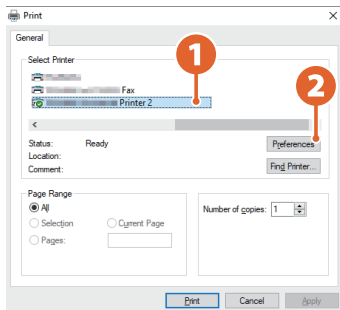 Print
General
Select Printer
1
Fax
Printer 2
2
Status: Ready
Preferences
Location:
Comment:
Find Printer...
Page Range
All
Selection
Current Page
Pages:
Number of copies: 1
Print
Cancel
Apply